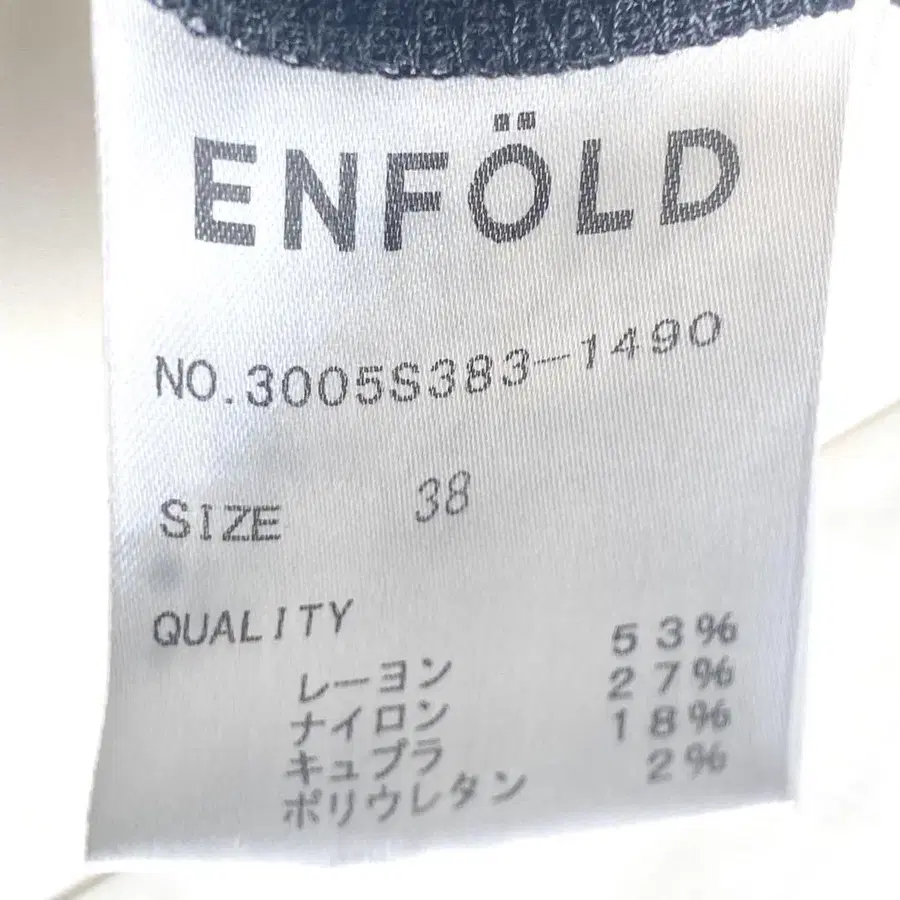 ENFÖLD
NO.3005S383-1490
SIZE 38
QUALITY
レーヨン 53%
ナイロン 27%
キュプラ 18%
ポリウレタン 2%